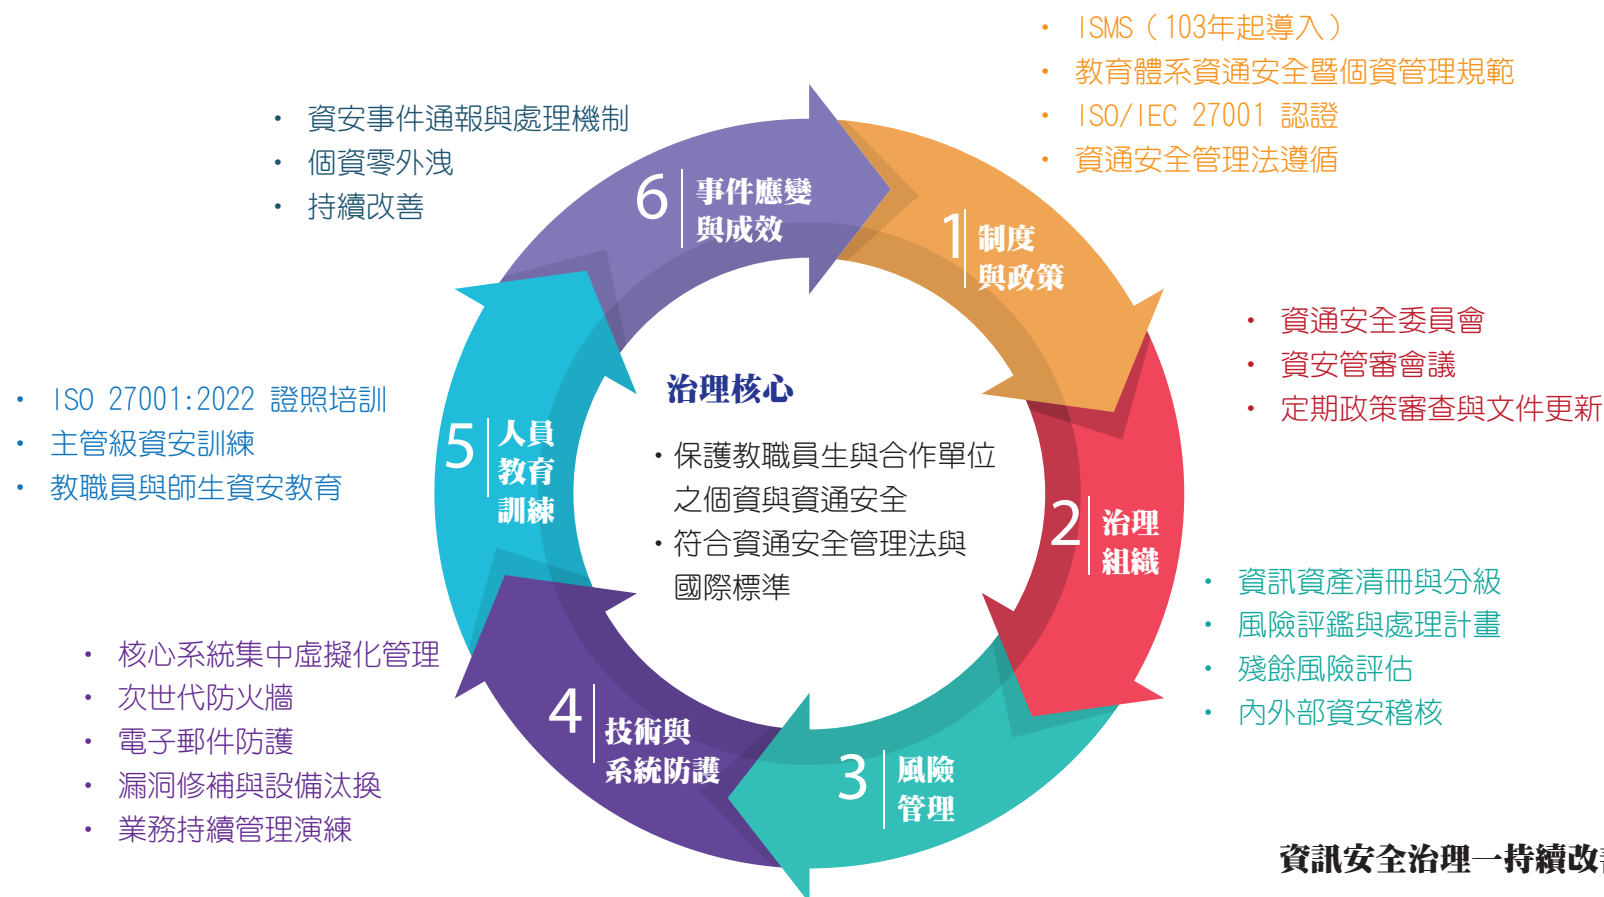 • ISMS（103年起導入）
• 教育體系資通安全暨個資管理規範
• ISO/IEC 27001 認證
• 資通安全管理法遵循
1
制度
與政策
• 資通安全委員會
• 資安管審會議
• 定期政策審查與文件更新
2
治理
組織
• 資訊資產清冊與分級
• 風險評鑑與處理計畫
• 殘餘風險評估
• 內外部資安稽核
3
風險
管理
• 核心系統集中虛擬化管理
• 次世代防火牆
• 電子郵件防護
• 漏洞修補與設備汰換
• 業務持續管理演練
4
技術與
系統防護
• ISO 27001:2022 證照培訓
• 主管級資安訓練
• 教職員與師生資安教育
5
人員
教育
訓練
• 資安事件通報與處理機制
• 個資零外洩
• 持續改善
6
事件應變
與成效
治理核心
• 保護教職員生與合作單位
之個資與資通安全
• 符合資通安全管理法與
國際標準
資訊安全治理—持續改